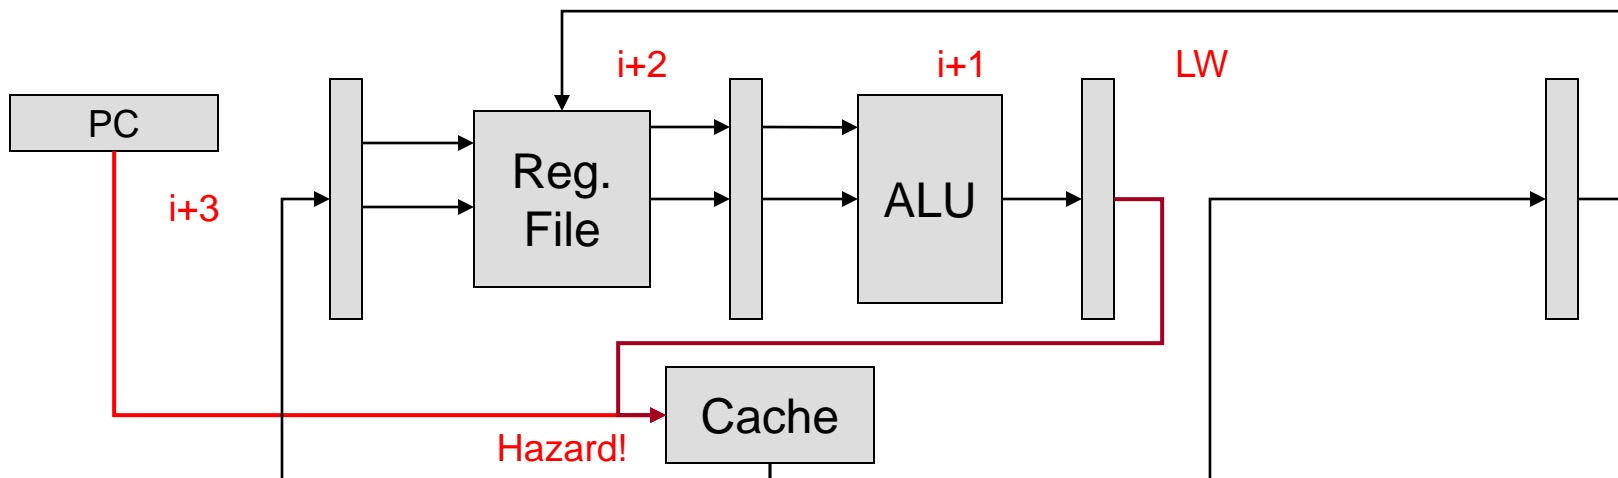 i+2
i+1
LW
PC
i+3
Reg.
File
ALU
Cache
Hazard!